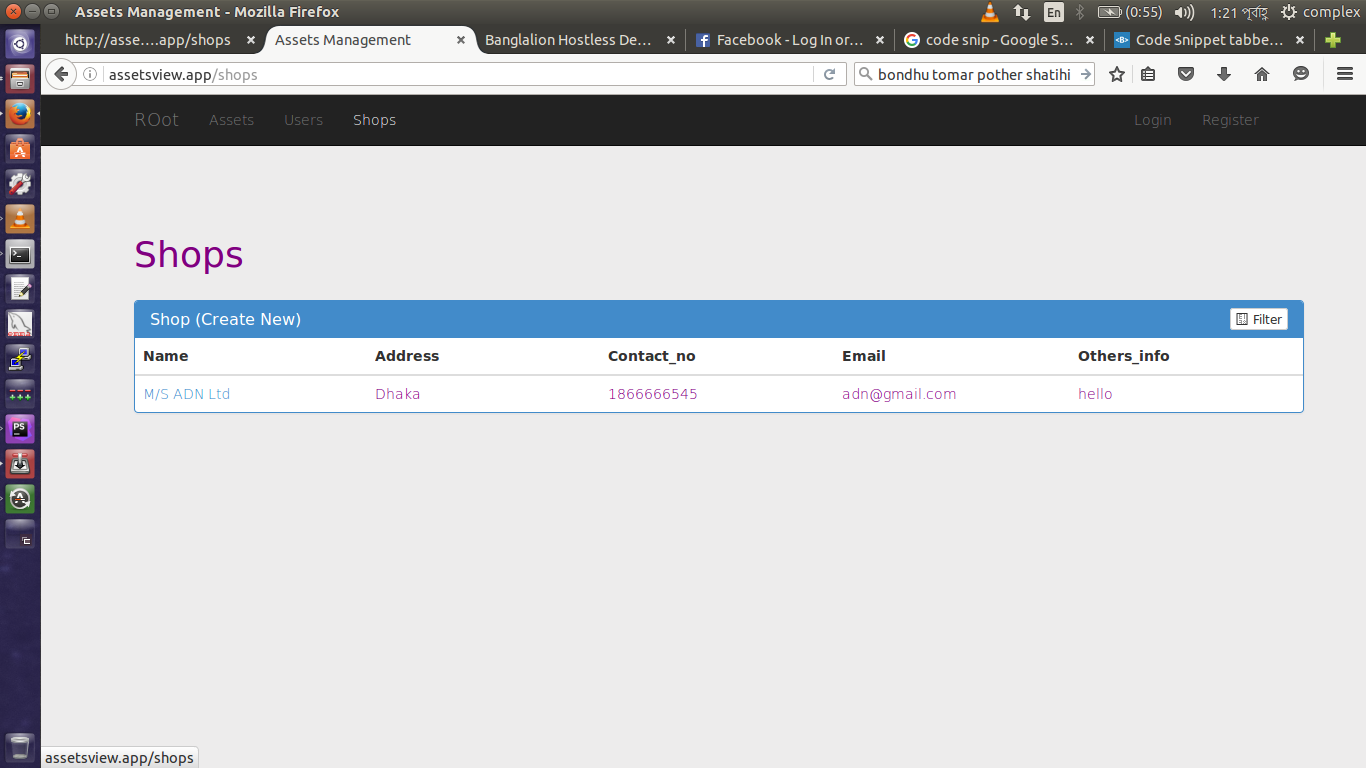 Assets Management - Mozilla Firefox
En (0:55) 1:21 পূর্বাহ্ণ complex
http://asse....app/shops Assets Management Banglalion Hostless De... Facebook - Log In or... code snip - Google S... Code Snippet tabbe...
assetsview.app/shops bondhu tomar pother shatihi
ROot Assets Users Shops Login Register
Shops
Shop (Create New) Filter
Name Address Contact_no Email Others_info
M/S ADN Ltd Dhaka 1866666545 adn@gmail.com hello
PS
assetsview.app/shops